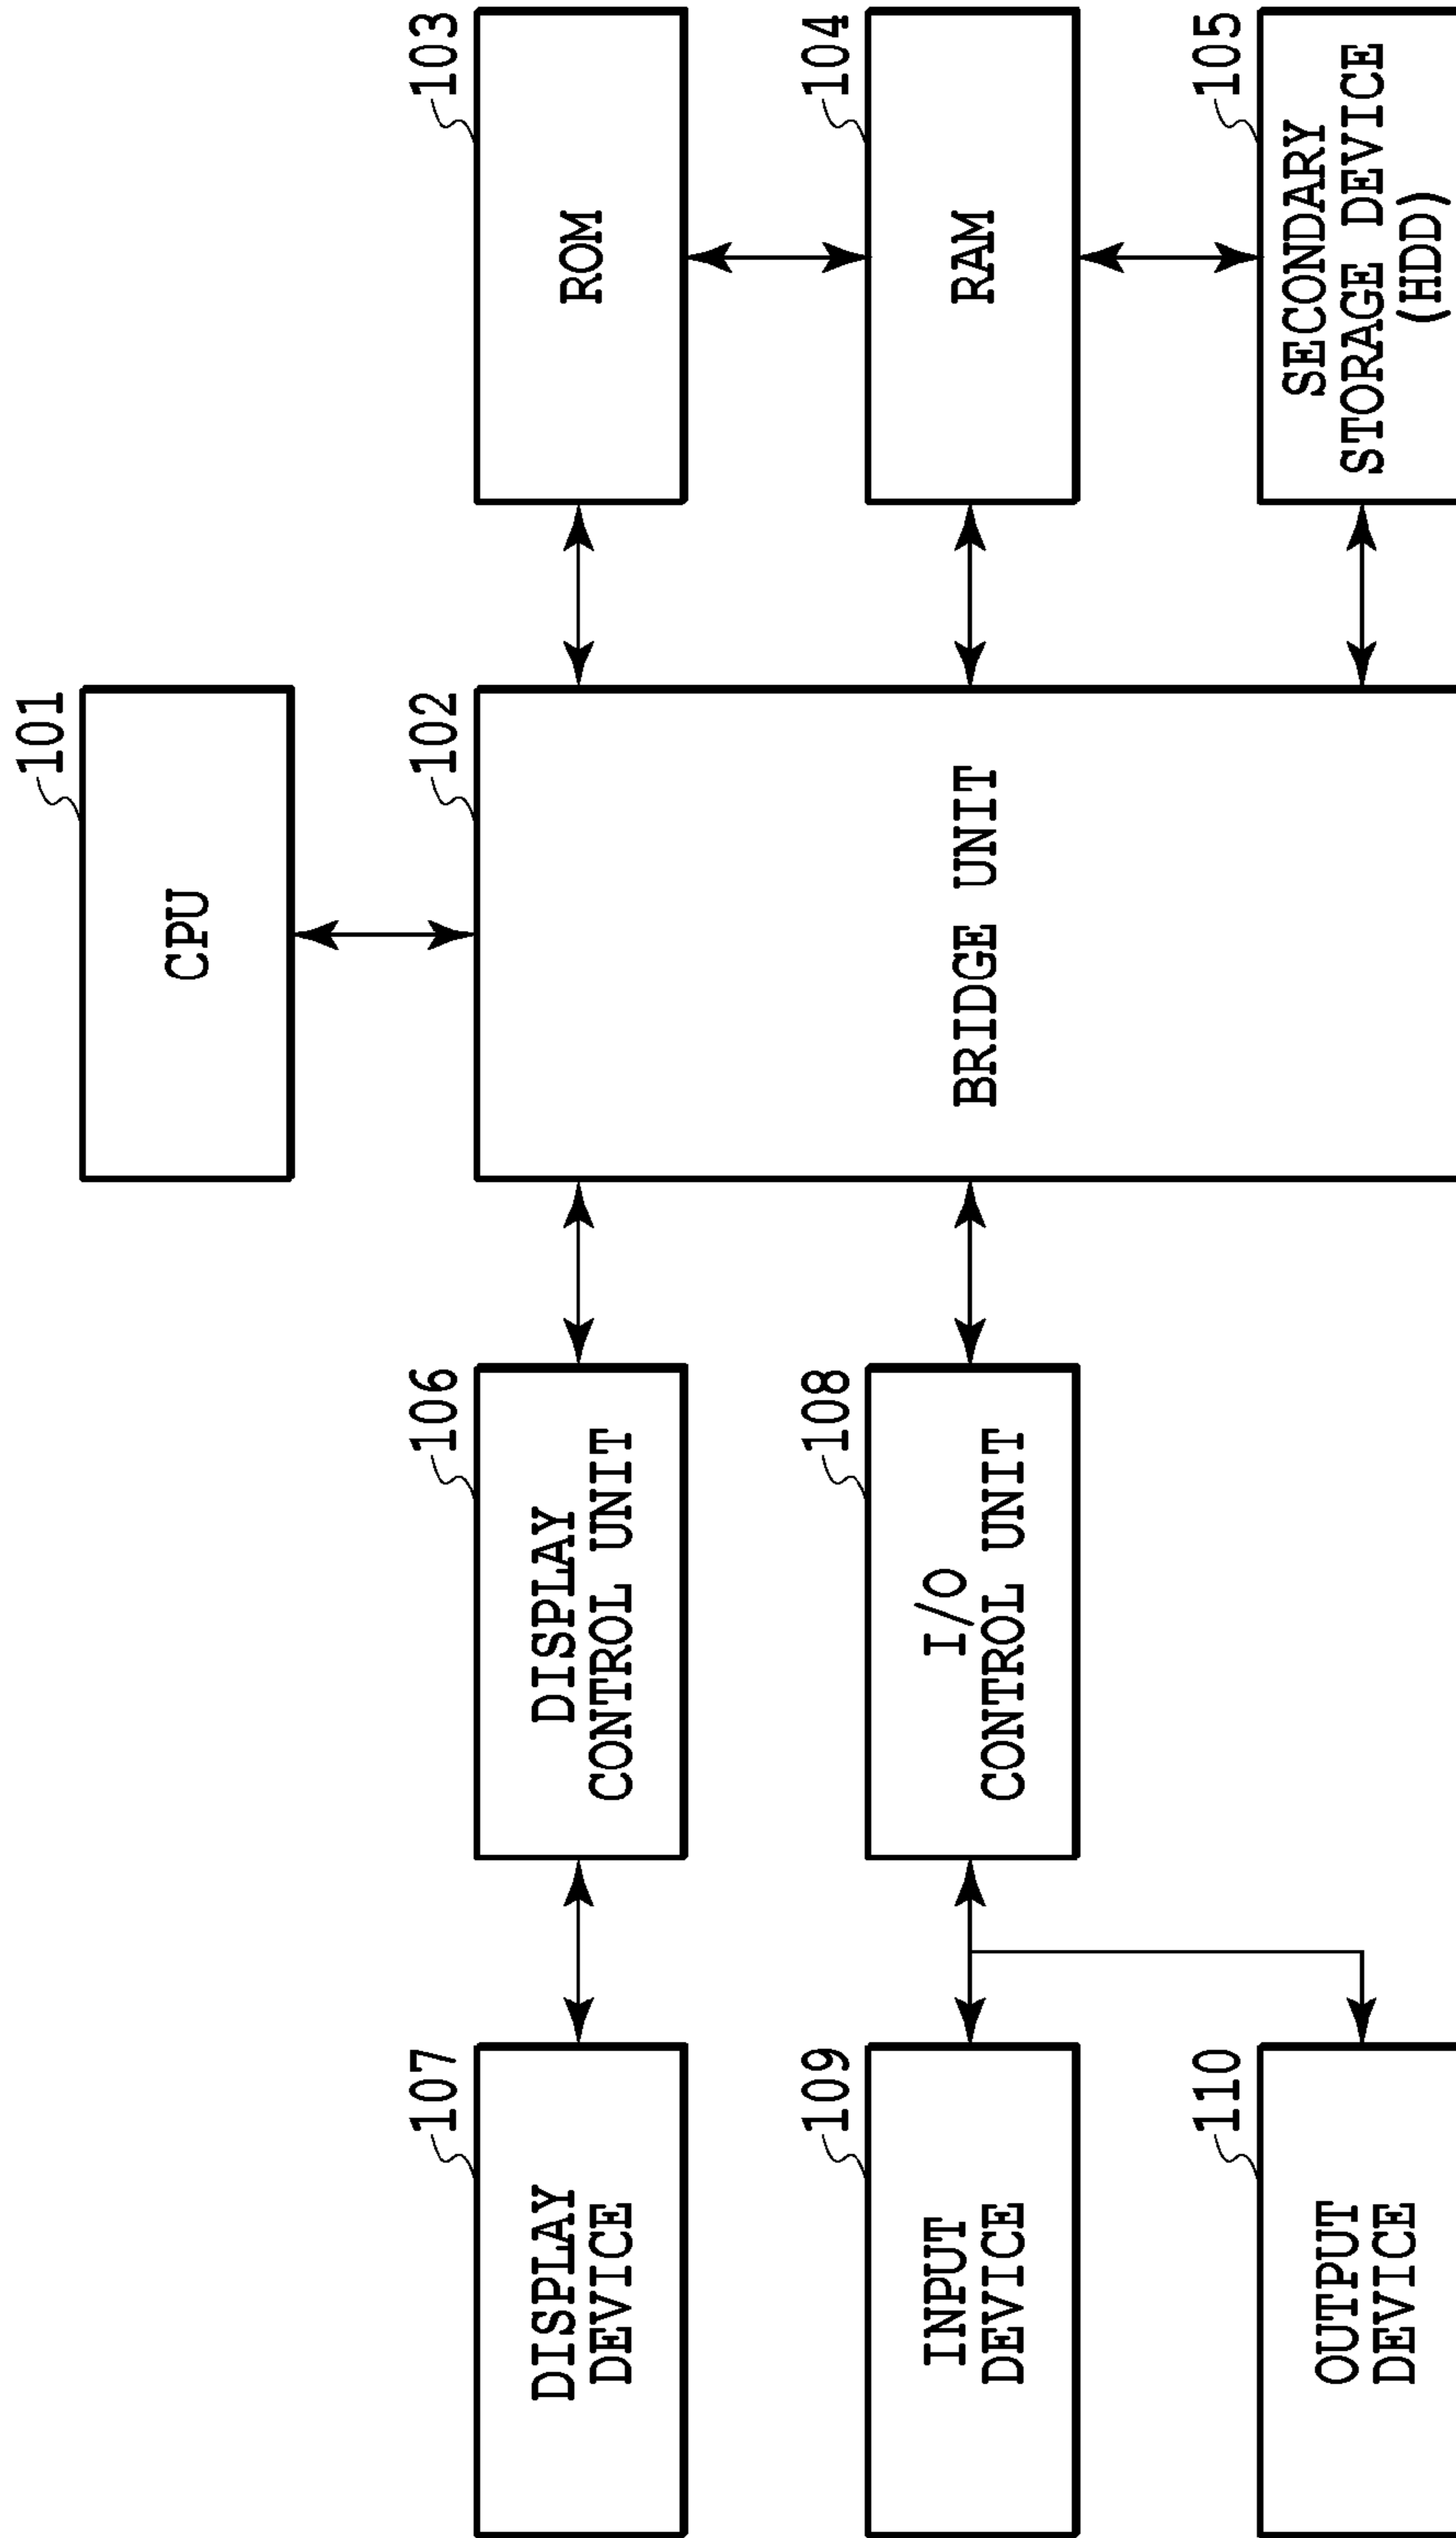 101
CPU
107
DISPLAY
DEVICE
106
DISPLAY
CONTROL UNIT
102
BRIDGE UNIT
103
ROM
109
INPUT
DEVICE
108
I/O
CONTROL UNIT
104
RAM
110
OUTPUT
DEVICE
105
SECONDARY
STORAGE DEVICE
(HDD)